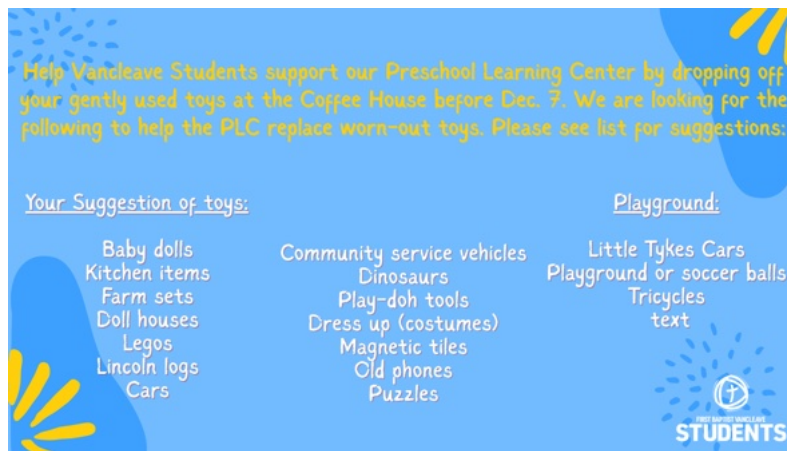 Help Vancleave Students support our Preschool Learning Center by dropping off
your gently used toys at the Coffee House before Dec. 7. We are looking for the
following to help the PLC replace worn-out toys. Please see list for suggestions:
Your Suggestion of toys:
Baby dolls
Kitchen items
Farm sets
Doll houses
Legos
Lincoln logs
Cars
Community service vehicles
Dinosaurs
Play-doh tools
Dress up (costumes)
Magnetic tiles
Old phones
Puzzles
Playground:
Little Tykes Cars
Playground or soccer balls
Tricycles
text
FIRST BAPTIST VANCLEAVE
STUDENTS